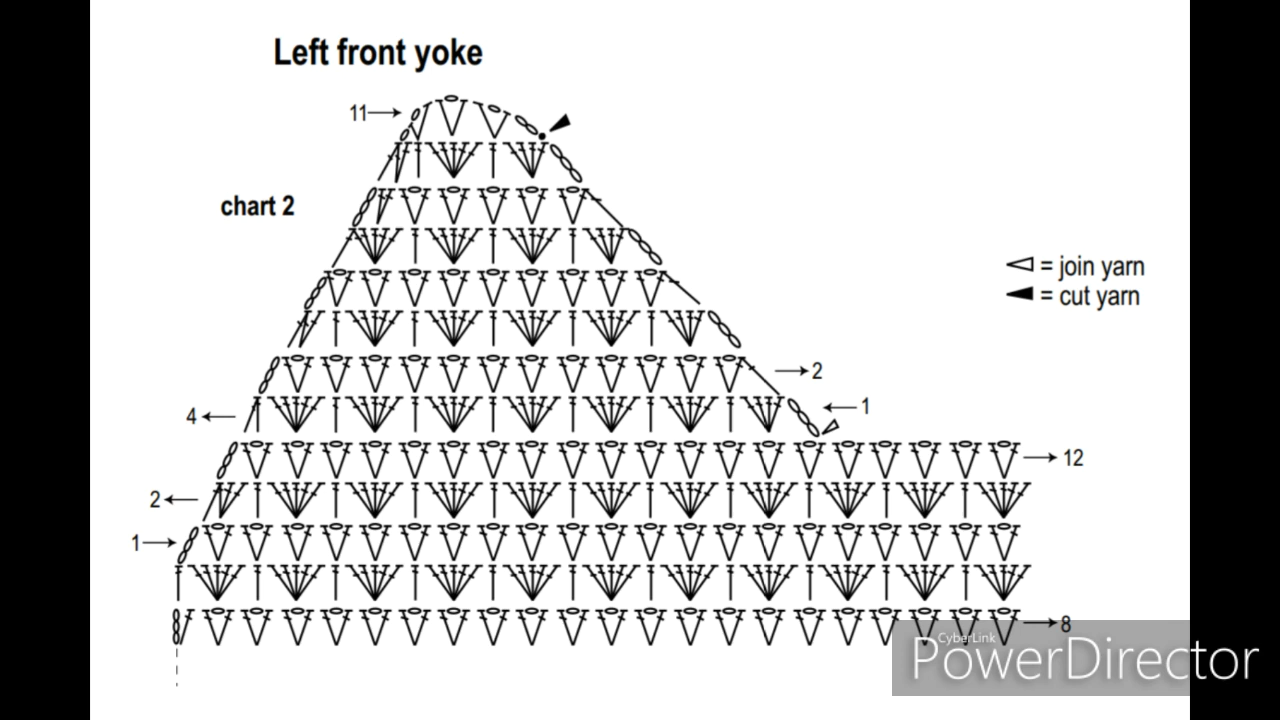 Left front yoke
11
chart 2
= join yarn
= cut yarn
2
1
4
12
2
1
8
CyberLink
PowerDirector